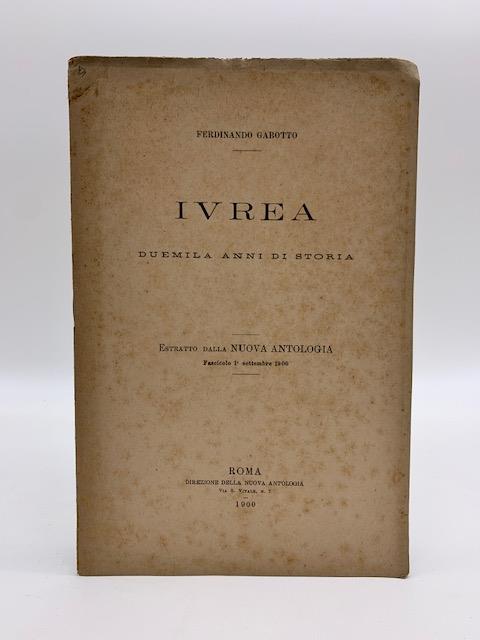 FERDINANDO GABOTTO
IVREA
DUEMILA ANNI DI STORIA
ESTRATTO DALLA NUOVA ANTOLOGIA
Fascicolo 1º settembre 1900
ROMA
DIREZIONE DELLA NUOVA ANTOLOGIA
VIA S. VITALE, N. 7
1900